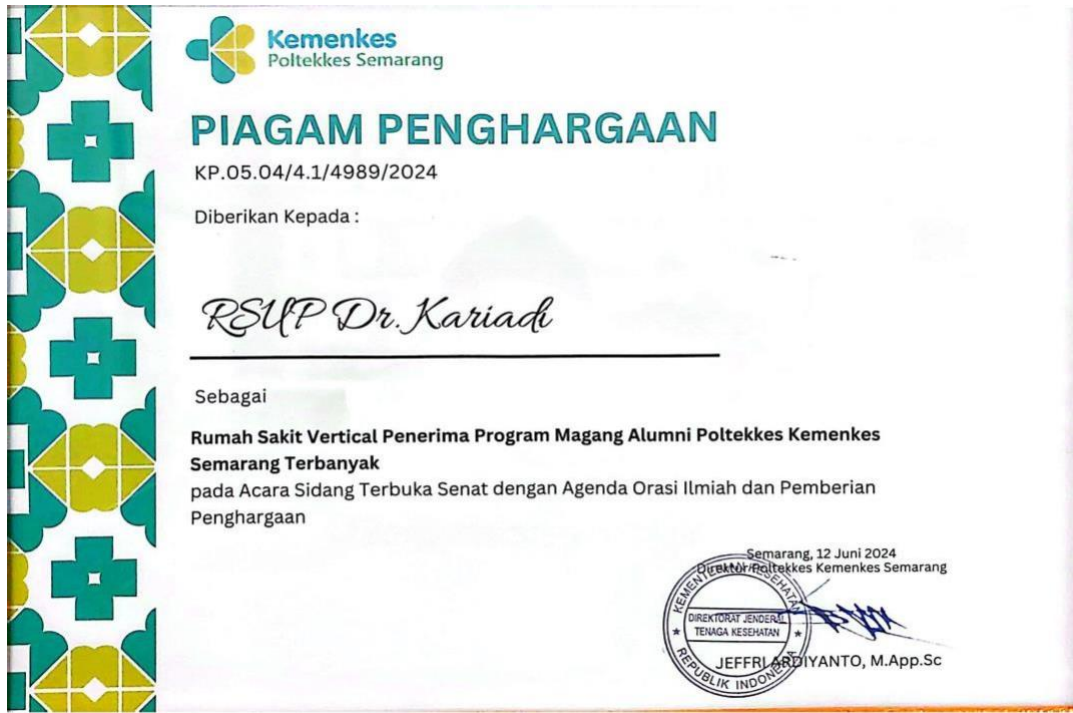 Kemenkes
Poltekkes Semarang
PIAGAM PENGHARGAAN
KP.05.04/4.1/4989/2024
Diberikan Kepada :
RSUP Dr. Kariadi
Sebagai
Rumah Sakit Vertical Penerima Program Magang Alumni Poltekkes Kemenkes
Semarang Terbanyak
pada Acara Sidang Terbuka Senat dengan Agenda Orasi Ilmiah dan Pemberian
Penghargaan
Semarang, 12 Juni 2024
Direktur Poltekkes Kemenkes Semarang
KEMENTERIAN KESEHATAN
DIREKTORAT JENDERAL
TENAGA KESEHATAN
REPUBLIK INDONESIA
JEFFRI ARDIYANTO, M.App.Sc